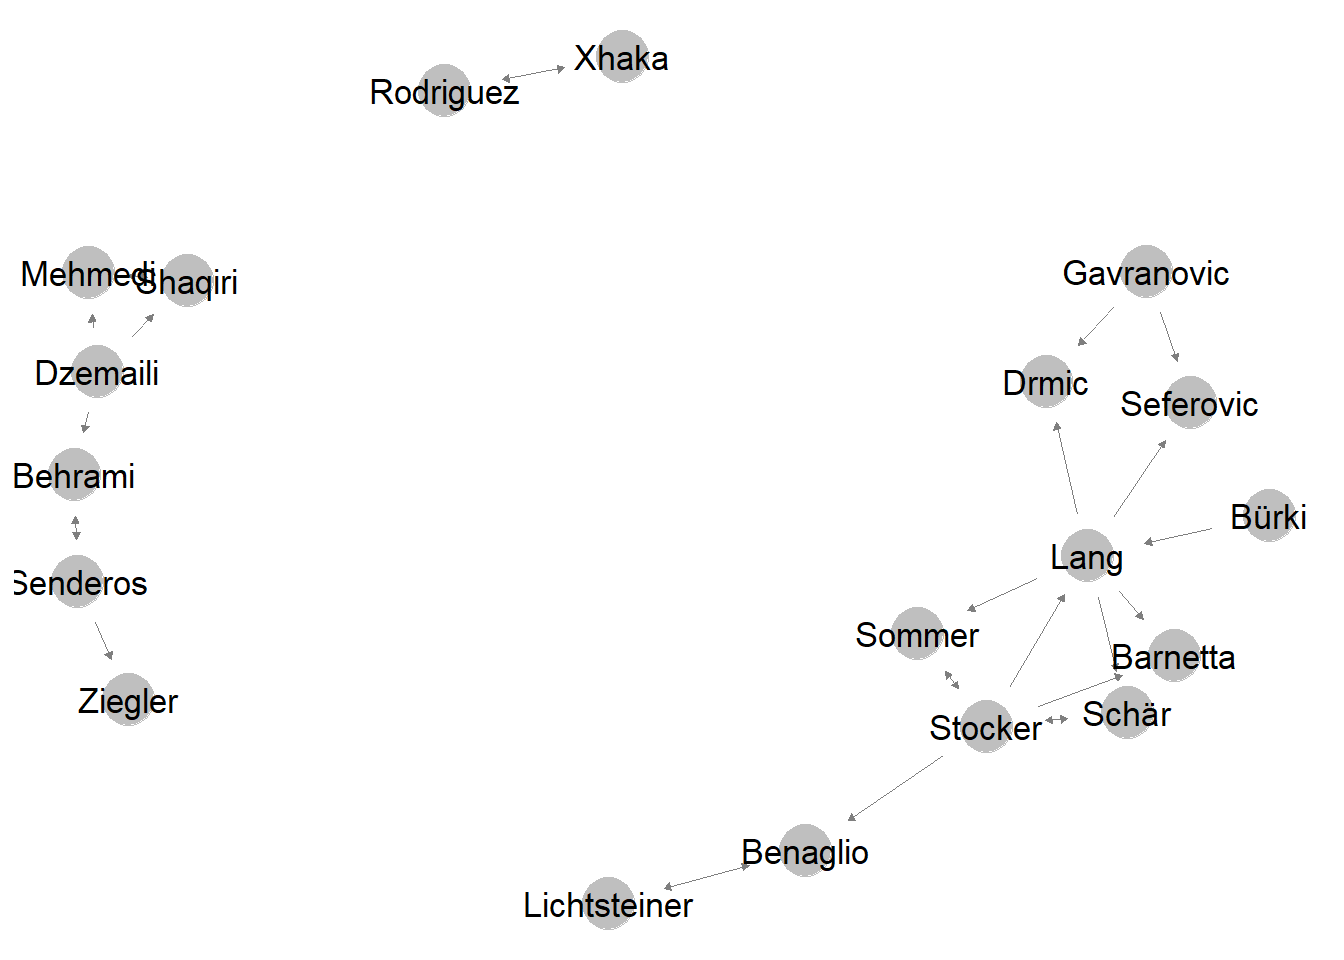 Xhaka
Rodriguez
Mehmedi
Shaqiri
Gavranovic
Dzemaili
Drmic
Seferovic
Behrami
Bürki
Lang
Senderos
Sommer
Barnetta
Ziegler
Stocker
Schär
Benaglio
Lichtsteiner